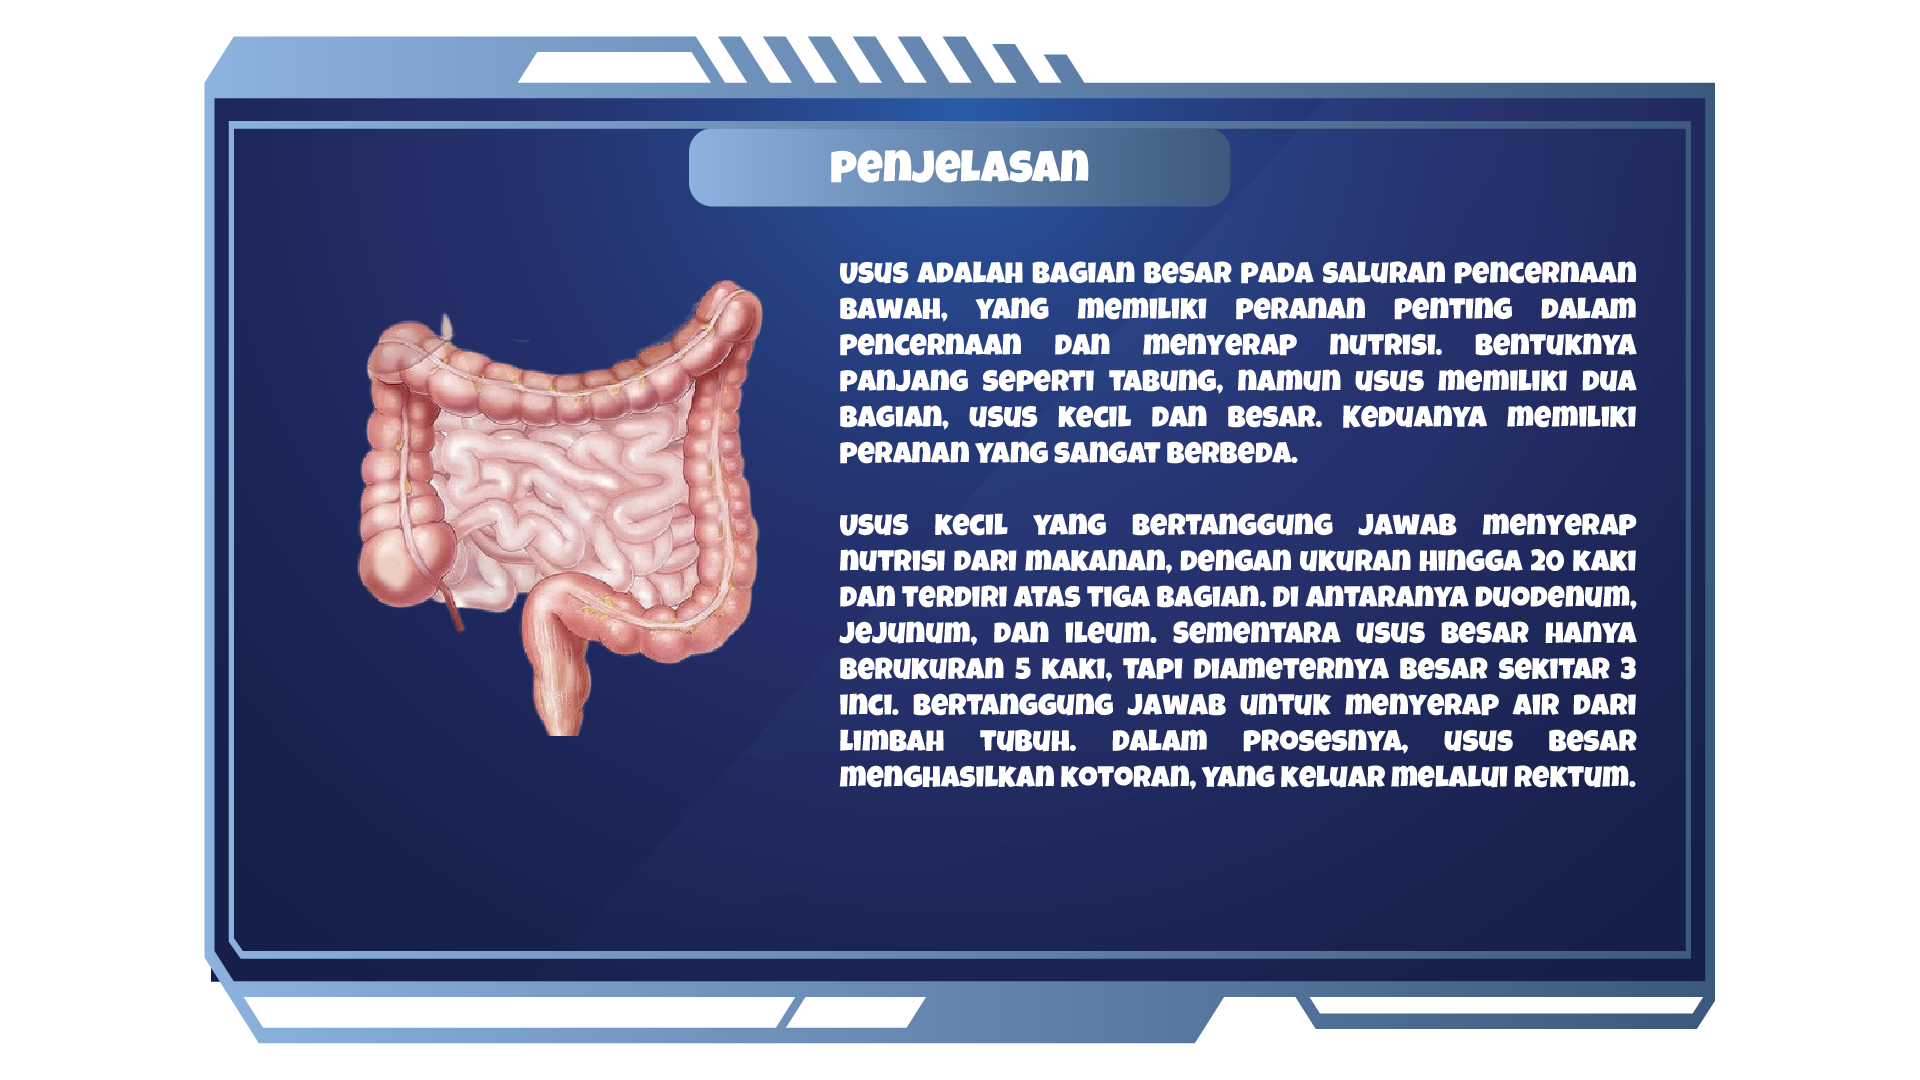 Penjelasan
Usus adalah bagian besar pada saluran pencernaan
bawah, yang memiliki peranan penting dalam
pencernaan dan menyerap nutrisi. Bentuknya
panjang seperti tabung, namun usus memiliki dua
bagian, usus kecil dan besar. Keduanya memiliki
peranan yang sangat berbeda.
Usus kecil yang bertanggung jawab menyerap
nutrisi dari makanan, dengan ukuran hingga 20 kaki
dan terdiri atas tiga bagian. Di antaranya duodenum,
jejunum, dan ileum. Sementara usus besar hanya
berukuran 5 kaki, tapi diameternya besar sekitar 3
inci. Bertanggung jawab untuk menyerap air dari
limbah tubuh. Dalam prosesnya, usus besar
menghasilkan kotoran, yang keluar melalui rektum.